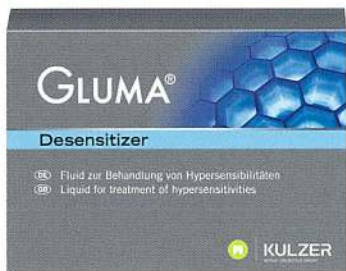 GLUMA®
Desensitizer
DE Fluid zur Behandlung von Hypersensibilitäten
GB Liquid for treatment of hypersensitivities
KULZER